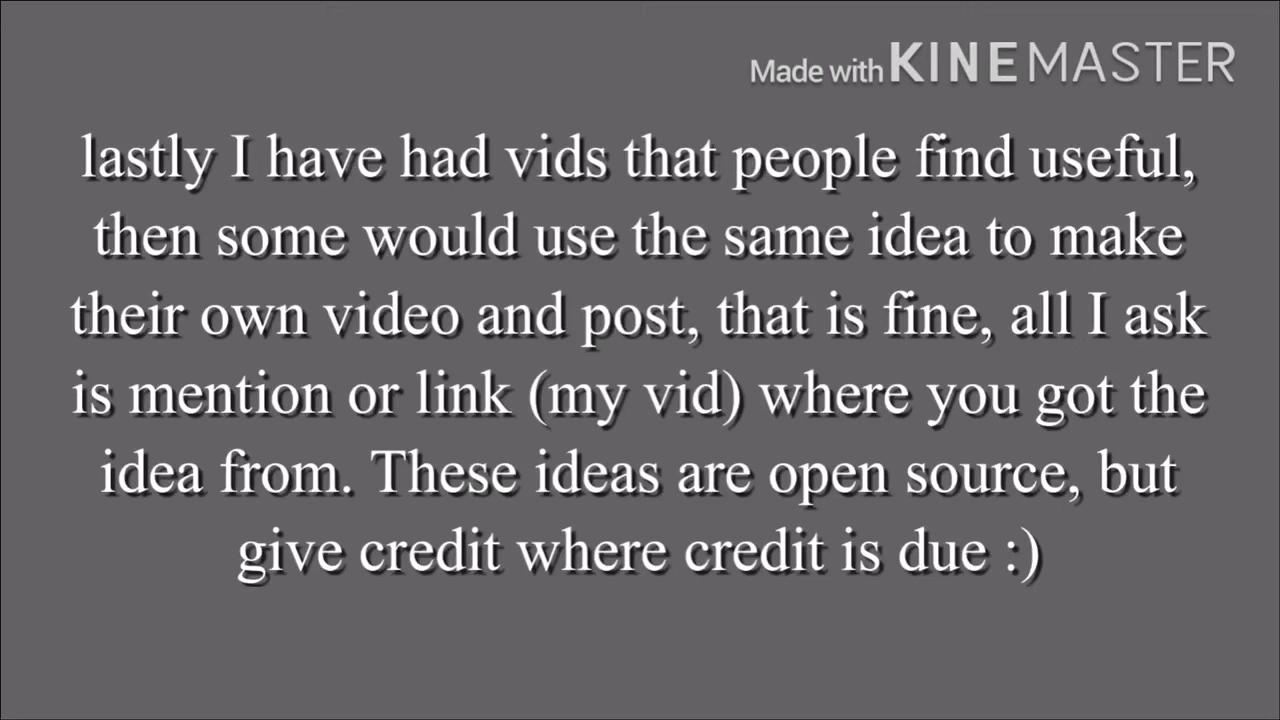 Made with KINEMASTER
lastly I have had vids that people find useful,
then some would use the same idea to make
their own video and post, that is fine, all I ask
is mention or link (my vid) where you got the
idea from. These ideas are open source, but
give credit where credit is due :)